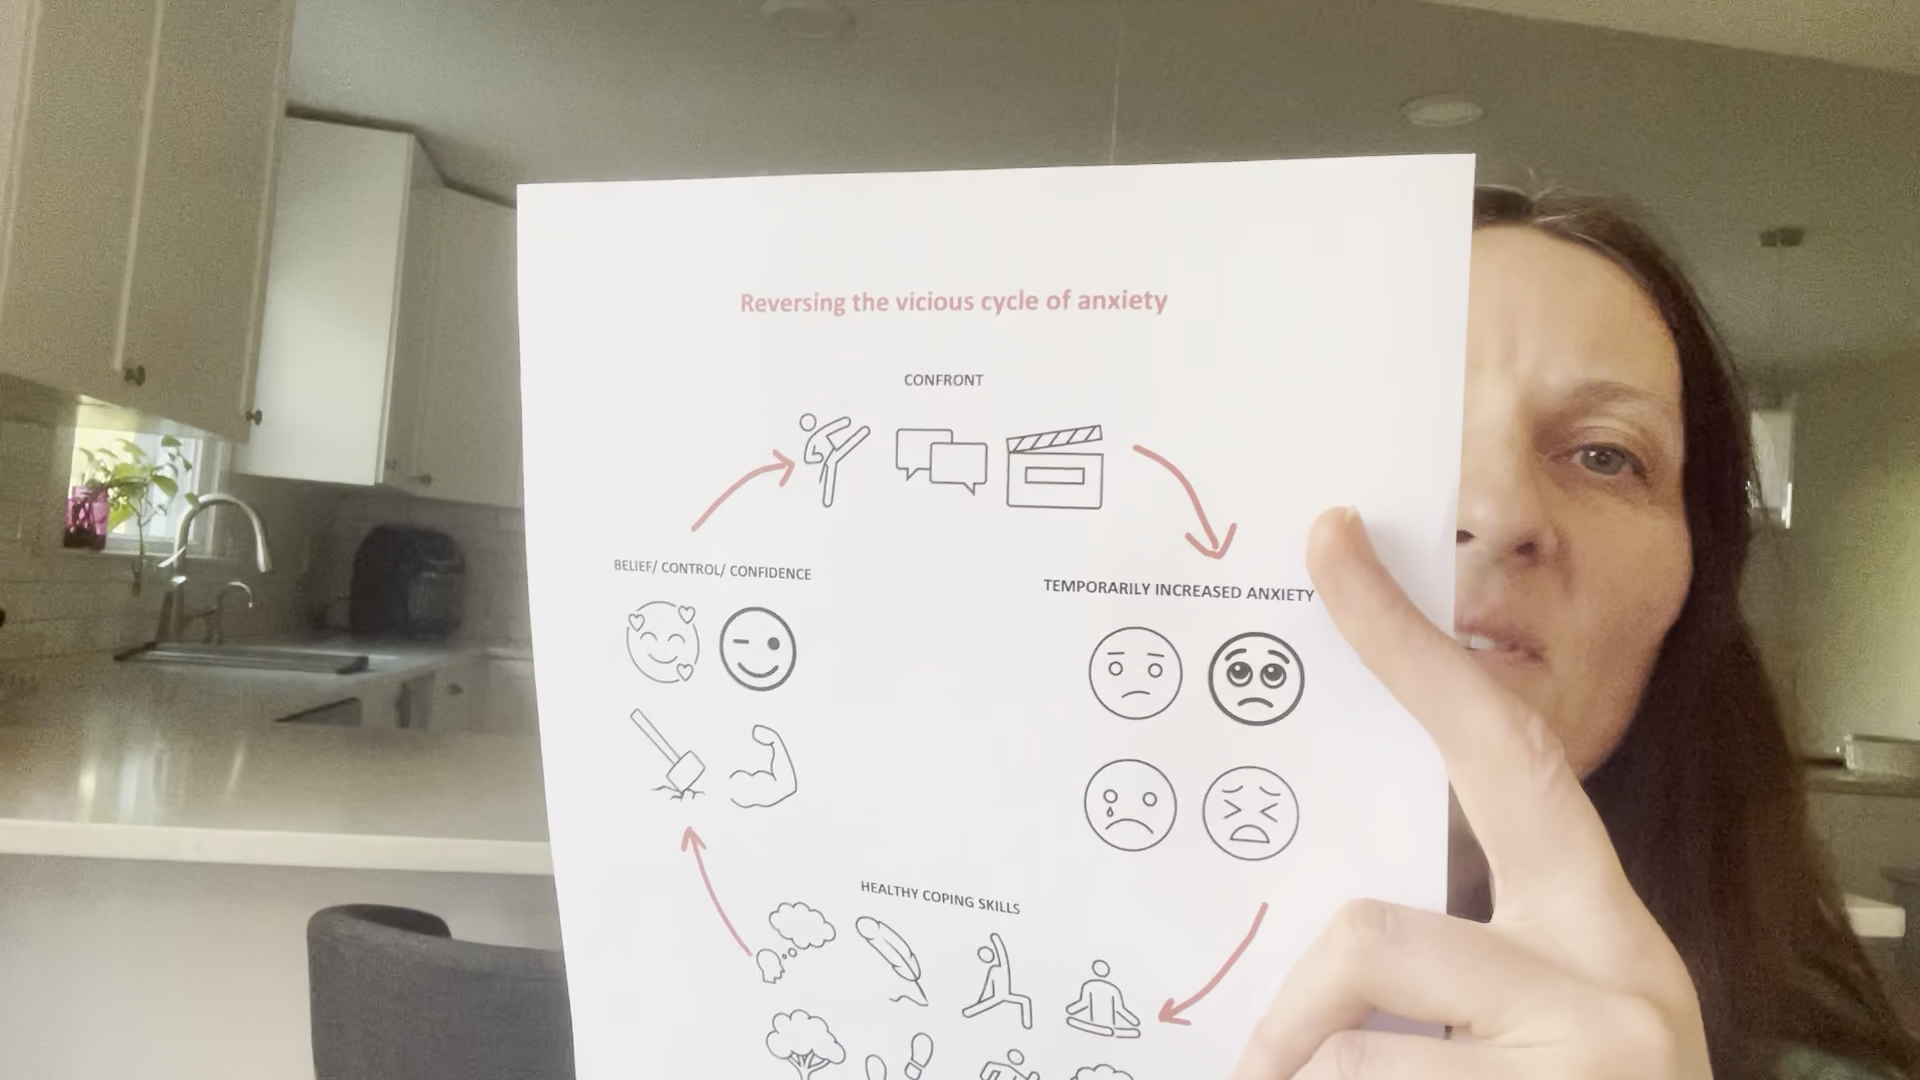 Reversing the vicious cycle of anxiety
CONFRONT
BELIEF/ CONTROL/ CONFIDENCE
TEMPORARILY INCREASED ANXIETY
HEALTHY COPING SKILLS